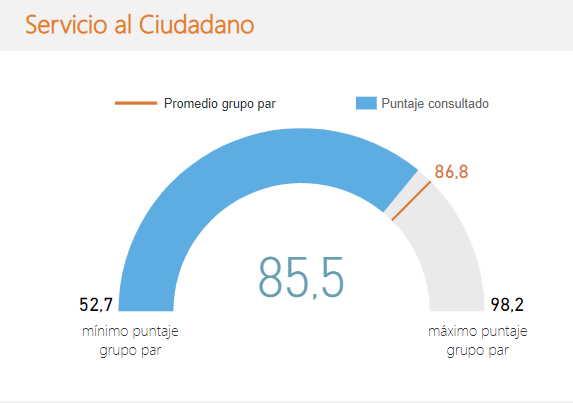 Servicio al Ciudadano
Promedio grupo par
Puntaje consultado
86,8
85,5
52,7
98,2
mínimo puntaje
grupo par
máximo puntaje
grupo par